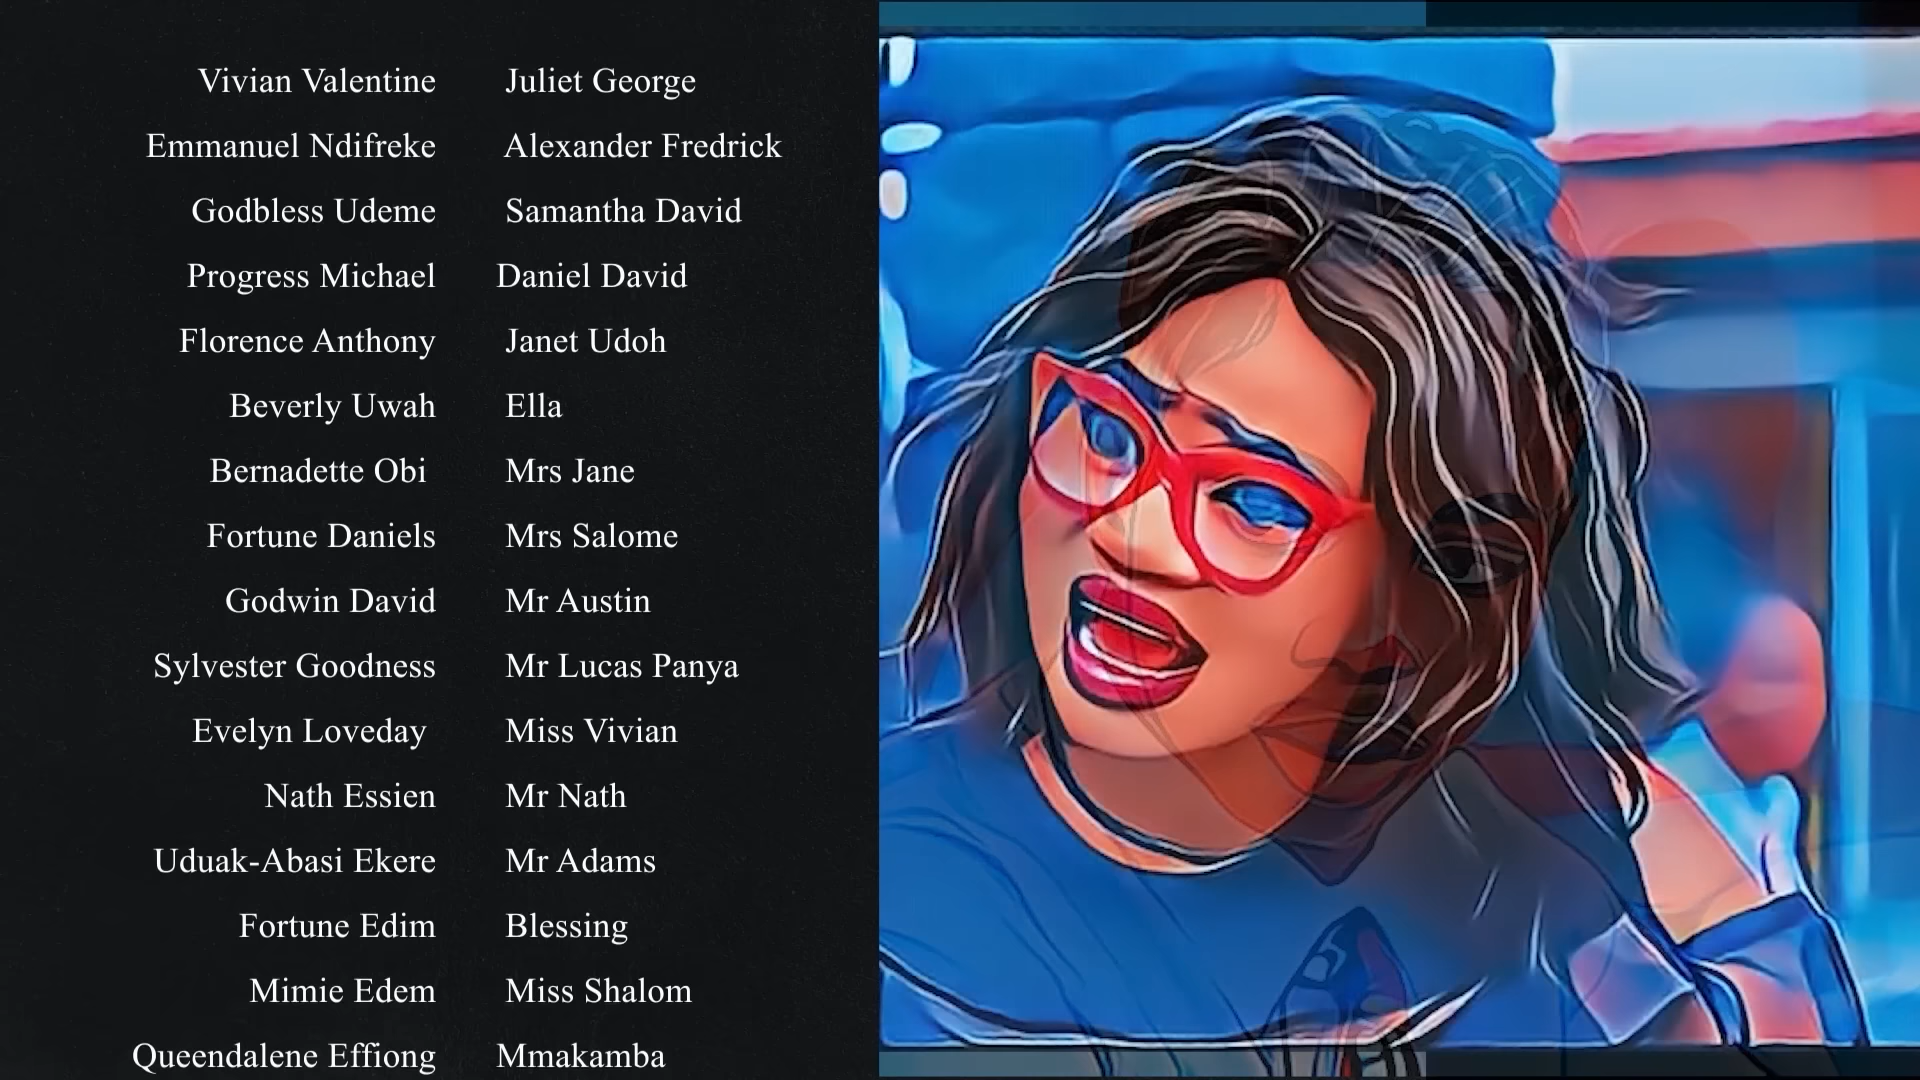 Vivian Valentine Juliet George
Emmanuel Ndifreke Alexander Fredrick
Godbless Udeme Samantha David
Progress Michael Daniel David
Florence Anthony Janet Udoh
Beverly Uwah Ella
Bernadette Obi Mrs Jane
Fortune Daniels Mrs Salome
Godwin David Mr Austin
Sylvester Goodness Mr Lucas Panya
Evelyn Loveday Miss Vivian
Nath Essien Mr Nath
Uduak-Abasi Ekere Mr Adams
Fortune Edim Blessing
Mimie Edem Miss Shalom
Queendalene Effiong Mmakamba